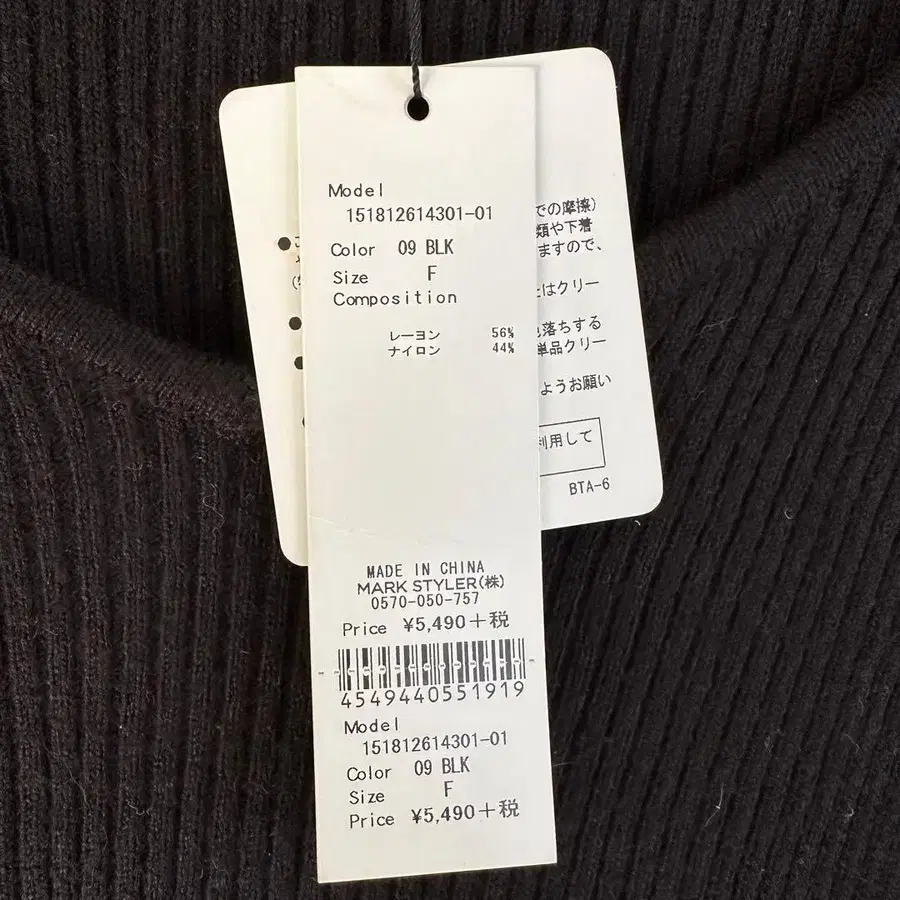 Model
151812614301-01
Color 09 BLK
Size F
Composition
レーヨン 56%
ナイロン 44%
MADE IN CHINA
MARK STYLER(株)
0570-050-757
Price ¥5,490+税
4549440551919
Model
151812614301-01
Color 09 BLK
Size F
Price ¥5,490+税
での摩擦)
類や下着
ますので、
はクリー
落ちする
単品クリー
ようお願い
利用して
BTA-6